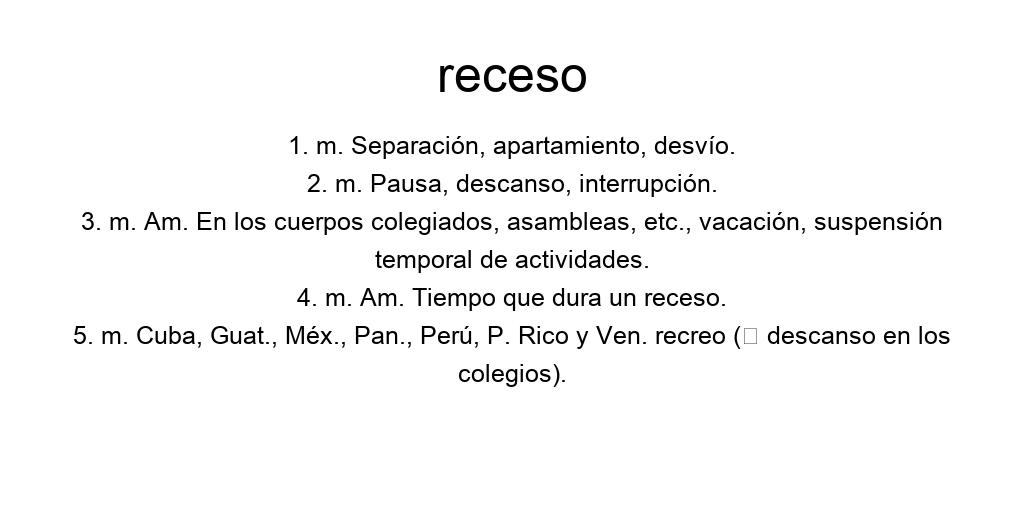 receso
1. m. Separación, apartamiento, desvío.
2. m. Pausa, descanso, interrupción.
3. m. Am. En los cuerpos colegiados, asambleas, etc., vacación, suspensión
temporal de actividades.
4. m. Am. Tiempo que dura un receso.
5. m. Cuba, Guat., Méx., Pan., Perú, P. Rico y Ven. recreo (□ descanso en los
colegios).